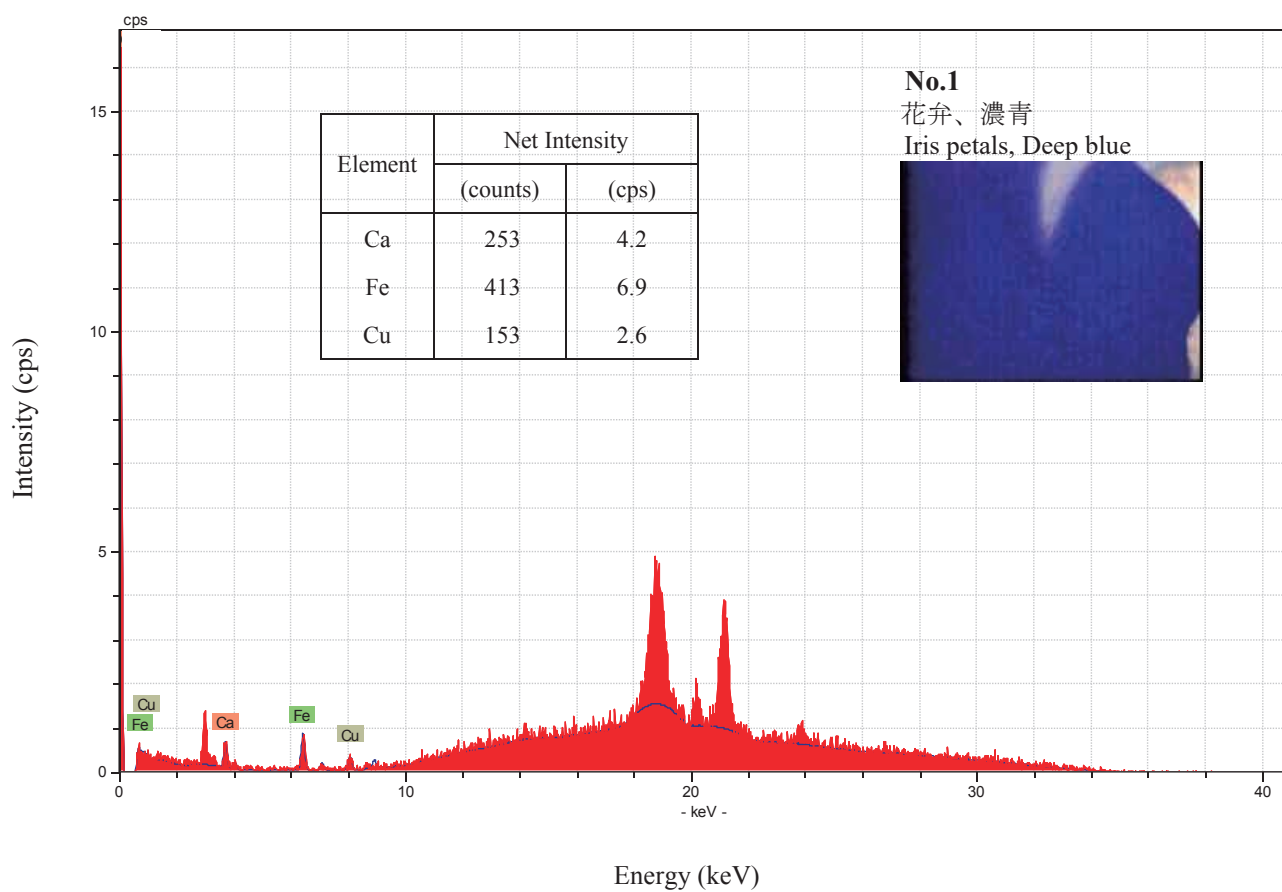 cps
15
10
5
0
Intensity (cps)
Element Net Intensity
(counts) (cps)
Ca 253 4.2
Fe 413 6.9
Cu 153 2.6
No.1
花弁、濃青
Iris petals, Deep blue
Cu
Fe
Ca
Fe
Cu
0 10 20 30 40
- keV -
Energy (keV)